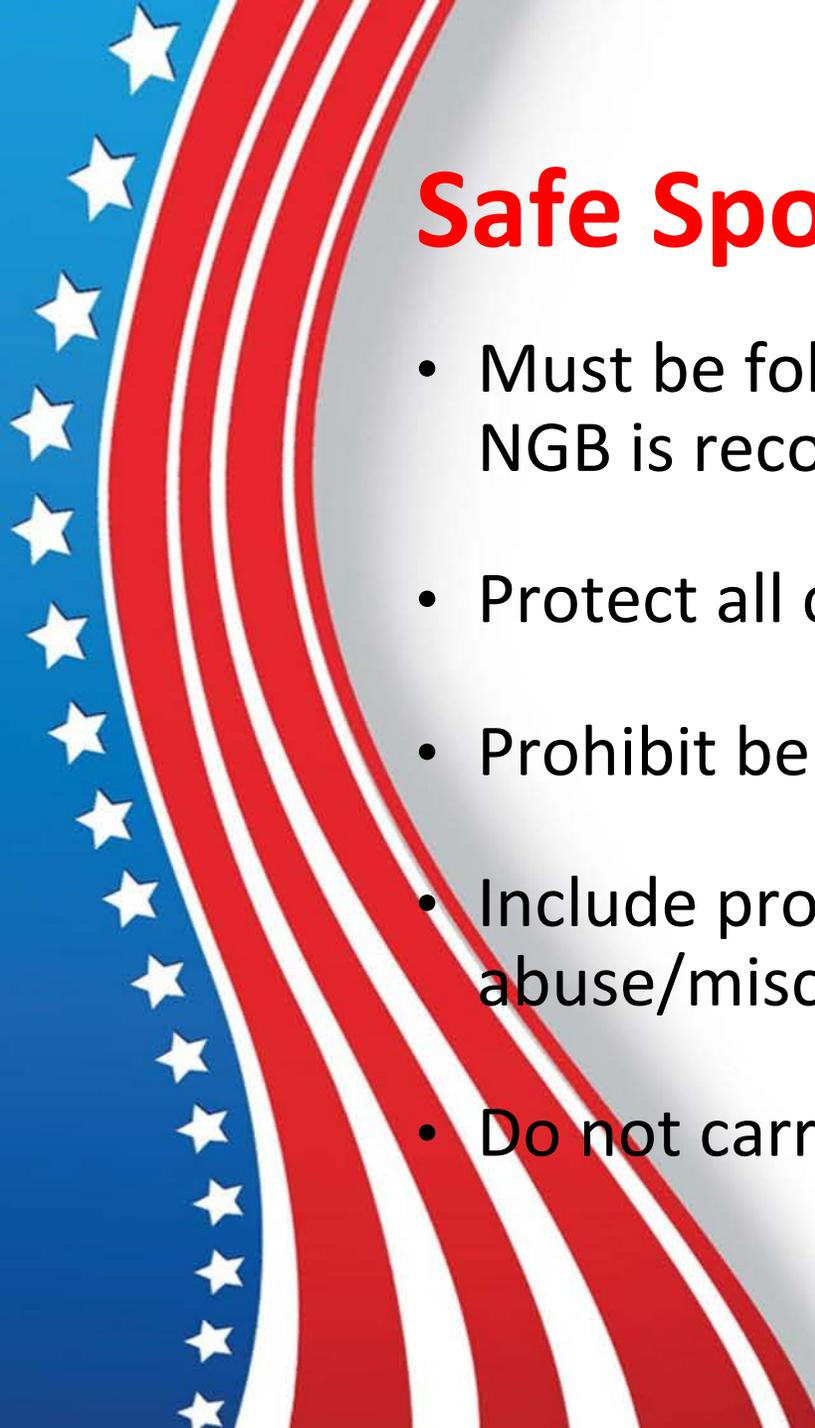 Safe Spo
• Must be fol
NGB is reco
• Protect all
• Prohibit be
• Include pro
abuse/misc
• Do not carr